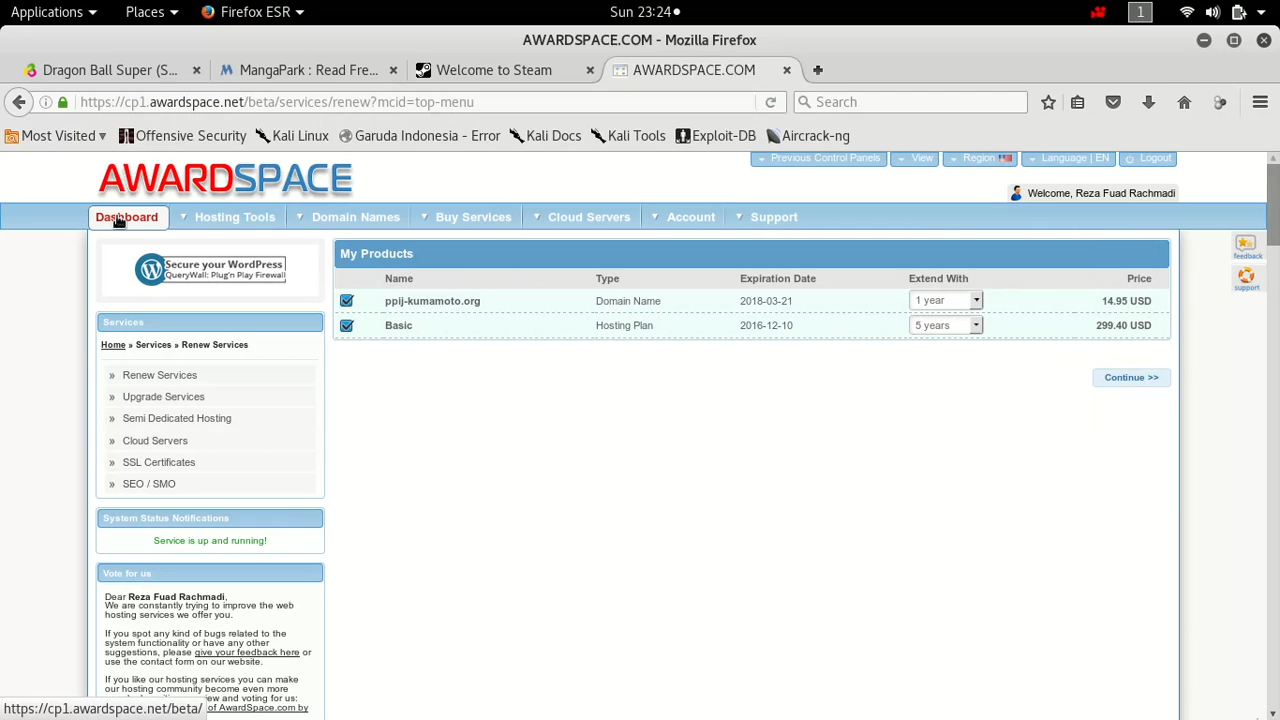 Applications
Places
Firefox ESR
Sun 23:24
1
AWARDSPACE.COM - Mozilla Firefox
Dragon Ball Super (S...
MangaPark : Read Fre...
Welcome to Steam
AWARDSPACE.COM
https://cp1.awardspace.net/beta/services/renew?mcid=top-menu
Search
Most Visited
Offensive Security
Kali Linux
Garuda Indonesia - Error
Kali Docs
Kali Tools
Exploit-DB
Aircrack-ng
Previous Control Panels
View
Region
Language | EN
Logout
AWARDSPACE
Welcome, Reza Fuad Rachmadi
Dashboard
Hosting Tools
Domain Names
Buy Services
Cloud Servers
Account
Support
feedback
support
Secure your WordPress
QueryWall: Plug'n Play Firewall
Services
Home » Services » Renew Services
» Renew Services
» Upgrade Services
» Semi Dedicated Hosting
» Cloud Servers
» SSL Certificates
» SEO / SMO
System Status Notifications
Service is up and running!
Vote for us
Dear Reza Fuad Rachmadi,
We are constantly trying to improve the web
hosting services we offer you.
If you spot any kind of bugs related to the
system functionality or have any other
suggestions, please give your feedback here or
use the contact form on our website.
If you like our hosting services you can make
our hosting community become even more
view and voting for us:
of AwardSpace.com by
My Products
Name Type Expiration Date Extend With Price
ppij-kumamoto.org Domain Name 2018-03-21 1 year 14.95 USD
Basic Hosting Plan 2016-12-10 5 years 299.40 USD
Continue >>
https://cp1.awardspace.net/beta/